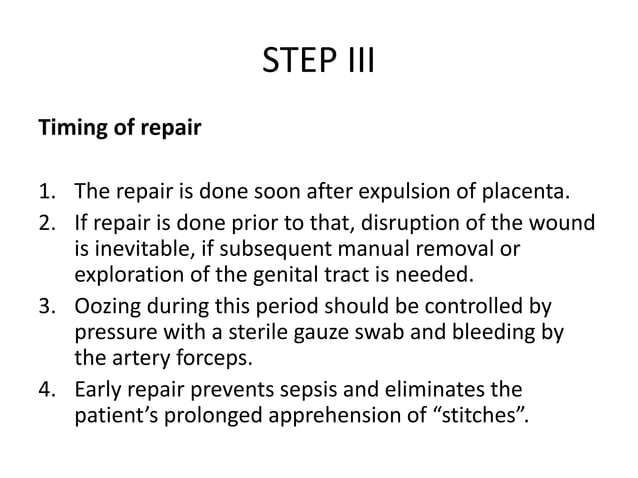 STEP III
Timing of repair
1. The repair is done soon after expulsion of placenta.
2. If repair is done prior to that, disruption of the wound
is inevitable, if subsequent manual removal or
exploration of the genital tract is needed.
3. Oozing during this period should be controlled by
pressure with a sterile gauze swab and bleeding by
the artery forceps.
4. Early repair prevents sepsis and eliminates the
patient’s prolonged apprehension of “stitches”.